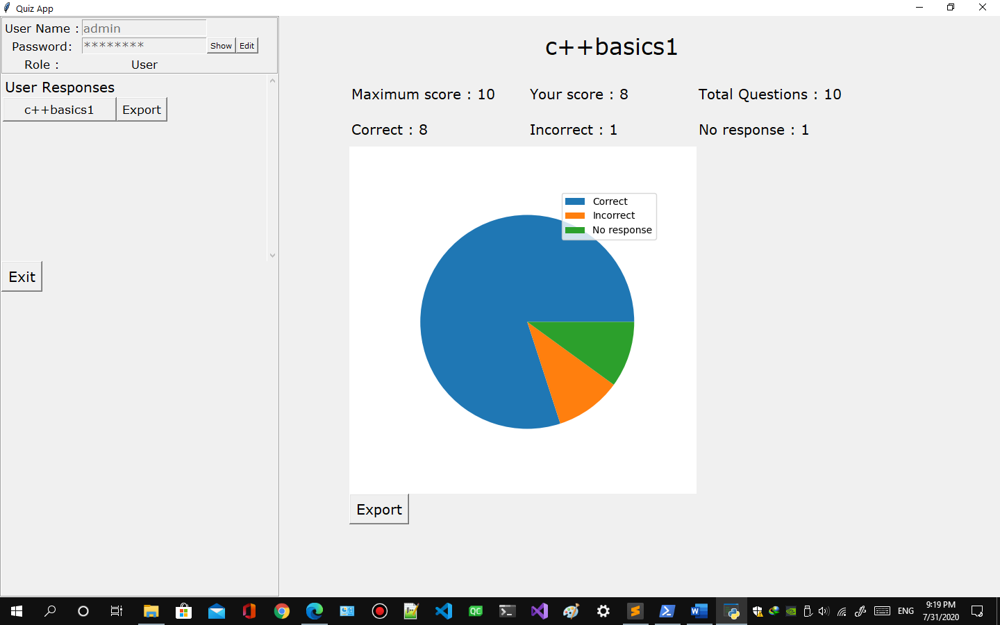 Quiz App
User Name : admin
Password: ******** Show Edit
Role : User
User Responses
c++basics1 Export
Exit
c++basics1
Maximum score : 10 Your score : 8 Total Questions : 10
Correct : 8 Incorrect : 1 No response : 1
Correct
Incorrect
No response
Export
QC
ENG
9:19 PM
7/31/2020